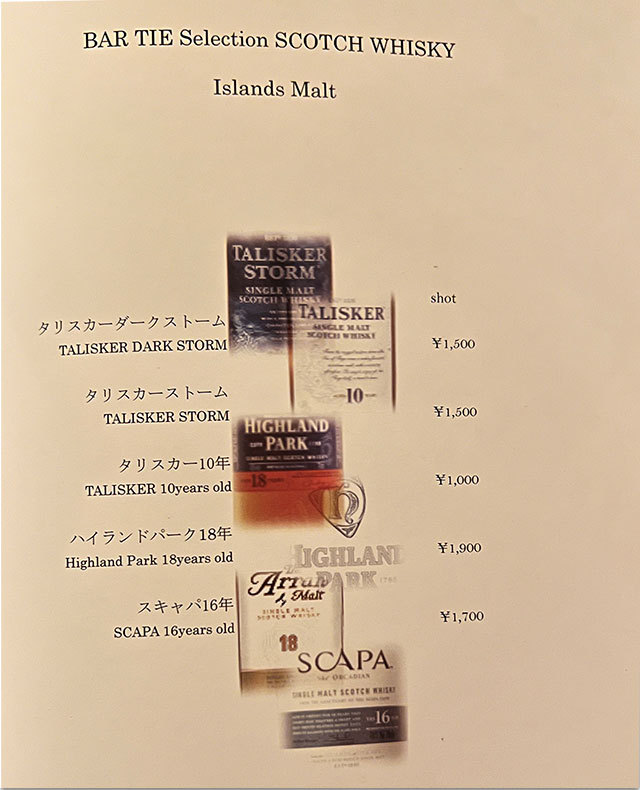 BAR TIE Selection SCOTCH WHISKY
Islands Malt
TALISKER
STORM
SINGLE MALT
SCOTCH WHISKY
TALISKER
SINGLE MALT
SCOTCH WHISKY
10
shot
タリスカーダークストーム
TALISKER DARK STORM
¥1,500
タリスカーストーム
TALISKER STORM
¥1,500
HIGHLAND
PARK
SINGLE MALT SCOTCH WHISKY
18 YEARS
タリスカー10年
TALISKER 10years old
¥1,000
ハイランドパーク18年
Highland Park 18years old
¥1,900
HIGHLAND
PARK
スキャパ16年
SCAPA 16years old
¥1,700
The
Arran
Malt
SINGLE MALT
SCOTCH WHISKY
18
SCAPA
The ORCADIAN
SINGLE MALT SCOTCH WHISKY
16